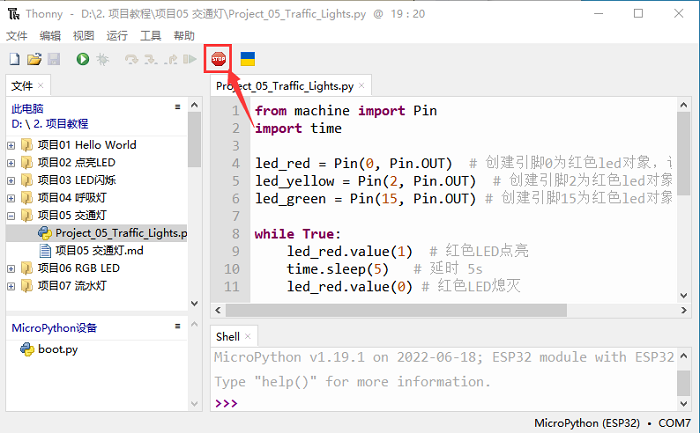 Thonny - D:\2. 项目教程\项目05 交通灯\Project_05_Traffic_Lights.py @ 19 : 20
文件 编辑 视图 运行 工具 帮助
STOP
文件
此电脑
D: \ 2. 项目教程
项目01 Hello World
项目02 点亮LED
项目03 LED闪烁
项目04 呼吸灯
项目05 交通灯
Project_05_Traffic_Lights.p
项目05 交通灯.md
项目06 RGB LED
项目07 流水灯
MicroPython设备
boot.py
Project_05_Traffic_Lights.py
1 from machine import Pin
2 import time
3
4 led_red = Pin(0, Pin.OUT) # 创建引脚0为红色led对象,
5 led_yellow = Pin(2, Pin.OUT) # 创建引脚2为红色led对象
6 led_green = Pin(15, Pin.OUT) # 创建引脚15为红色led对象
7
8 while True:
9 led_red.value(1) # 红色LED点亮
10 time.sleep(5) # 延时 5s
11 led_red.value(0) # 红色LED熄灭
Shell
MicroPython v1.19.1 on 2022-06-18; ESP32 module with ESP32
Type "help()" for more information.
>>>
MicroPython (ESP32) • COM7